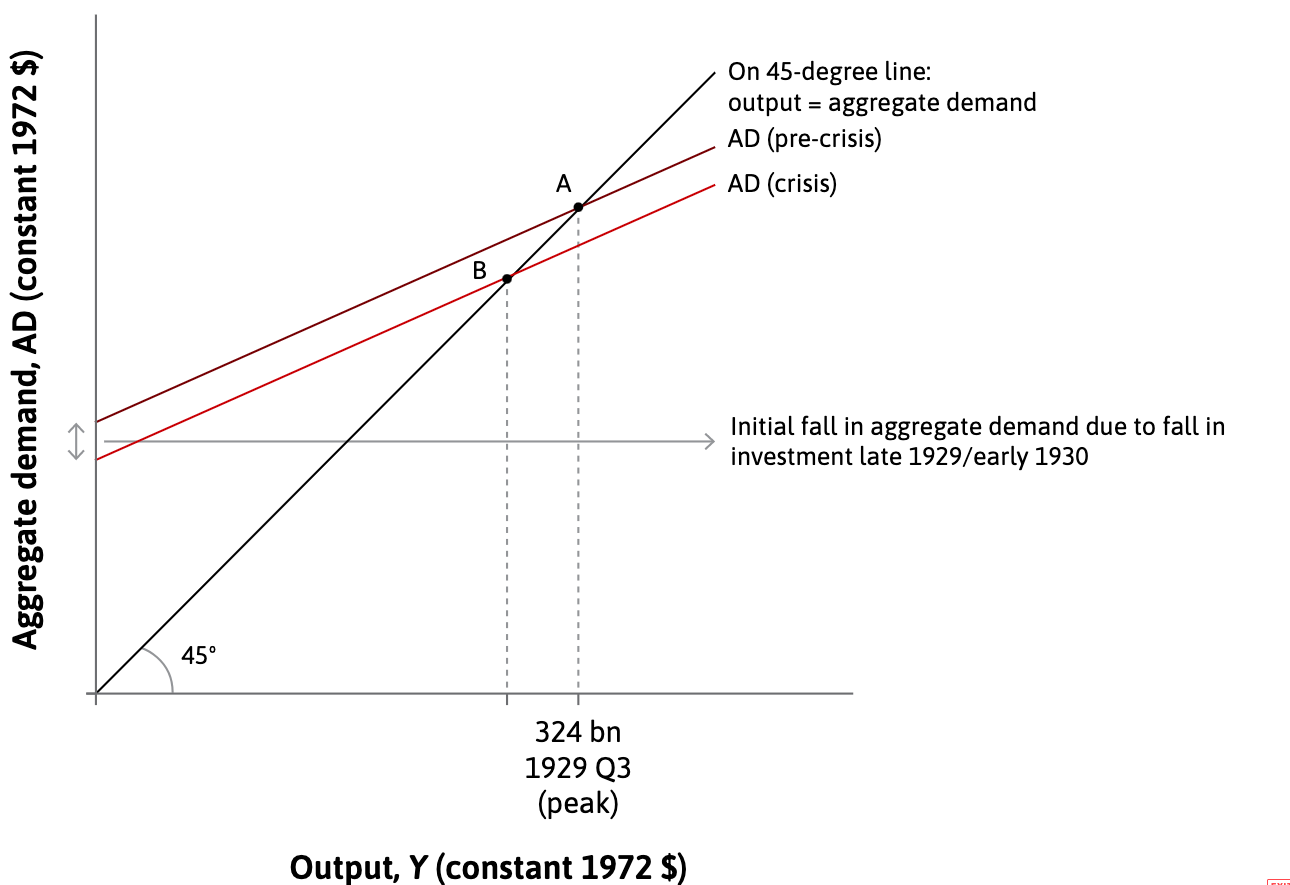 Aggregate demand, AD (constant 1972 $)
On 45-degree line:
output = aggregate demand
AD (pre-crisis)
AD (crisis)
A
B
Initial fall in aggregate demand due to fall in
investment late 1929/early 1930
45°
324 bn
1929 Q3
(peak)
Output, Y (constant 1972 $)